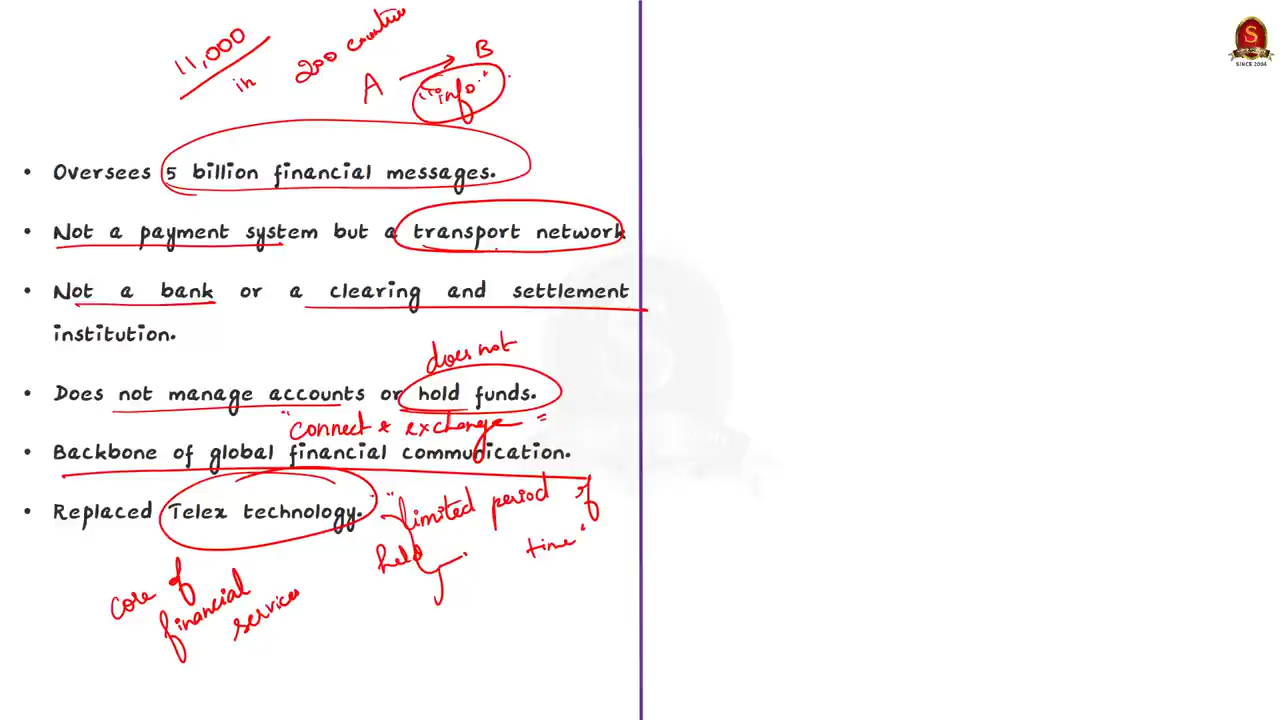 11,000
in 200 countries
A → B
"info"
• Oversees 5 billion financial messages.
• Not a payment system but a transport network
• Not a bank or a clearing and settlement
institution.
does not
• Does not manage accounts or hold funds.
"connect & exchange"
• Backbone of global financial communication.
• Replaced Telex technology.
"limited period of
time"
held
core of
financial
services
S
SINCE 2004